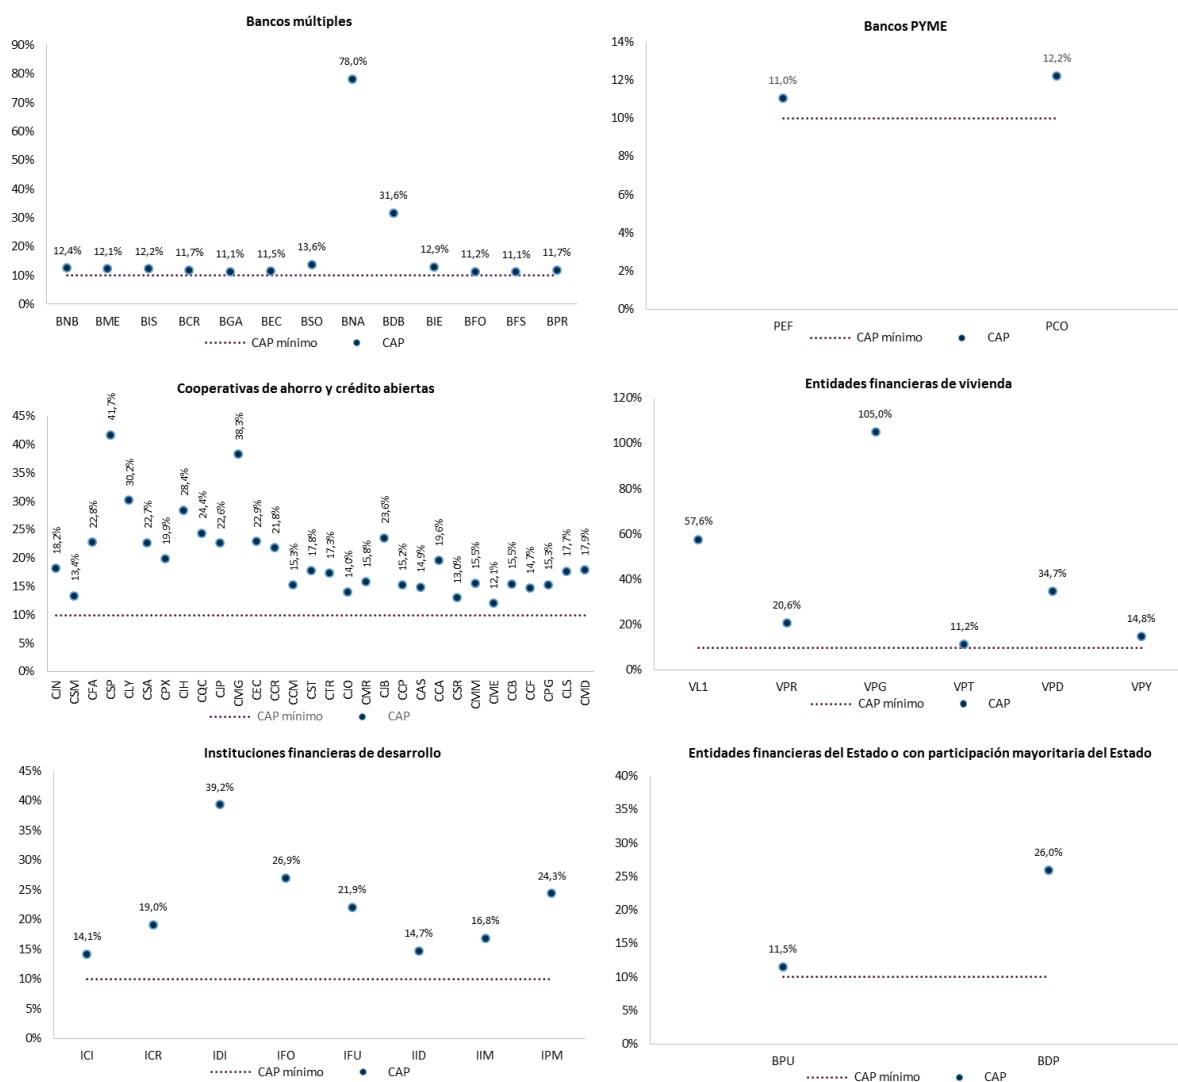 Bancos múltiples
90%
80%
70%
60%
50%
40%
30%
20%
10%
0%
12,4% 12,1% 12,2% 11,7% 11,1% 11,5% 13,6% 78,0% 31,6% 12,9% 11,2% 11,1% 11,7%
BNB BME BIS BCR BGA BEC BSO BNA BDB BIE BFO BFS BPR
CAP mínimo CAP
Bancos PYME
14%
12%
10%
8%
6%
4%
2%
0%
11,0% 12,2%
PEF PCO
CAP mínimo CAP
Cooperativas de ahorro y crédito abiertas
45%
40%
35%
30%
25%
20%
15%
10%
5%
0%
18,2% 13,4% 22,8% 41,7% 30,2% 22,7% 19,9% 28,4% 24,4% 22,6% 38,3% 22,9% 21,8% 15,3% 17,8% 17,3% 14,0% 15,8% 23,6% 15,2% 14,9% 19,6% 13,0% 15,5% 12,1% 15,5% 14,7% 15,3% 17,7% 17,9%
CJN CSM CFA CSP CLY CSA CPX CIH CQC CJP CMG CEC CCR CCM CST CTR CJO CMR CJB CCP CAS CCA CSR CMM CME CCB CCF CPG CLS CMD
CAP mínimo CAP
Entidades financieras de vivienda
120%
100%
80%
60%
40%
20%
0%
57,6% 20,6% 105,0% 11,2% 34,7% 14,8%
VL1 VPR VPG VPT VPD VPY
CAP mínimo CAP
Instituciones financieras de desarrollo
45%
40%
35%
30%
25%
20%
15%
10%
5%
0%
14,1% 19,0% 39,2% 26,9% 21,9% 14,7% 16,8% 24,3%
ICI ICR IDI IFO IFU IID IIM IPM
CAP mínimo CAP
Entidades financieras del Estado o con participación mayoritaria del Estado
40%
35%
30%
25%
20%
15%
10%
5%
0%
11,5% 26,0%
BPU BDP
CAP mínimo CAP